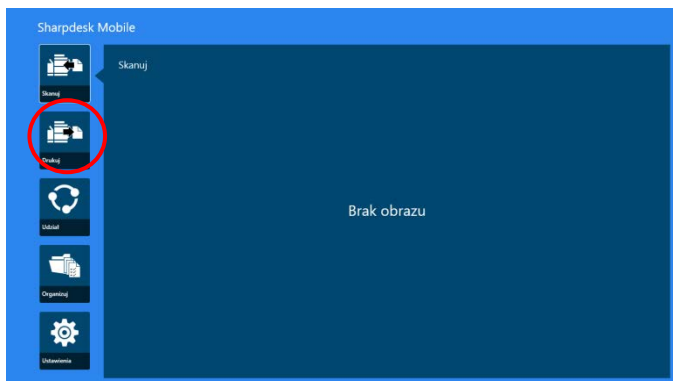 Sharpdesk Mobile
Skanuj
Skanuj
Drukuj
Brak obrazu
Udział
Organizuj
Ustawienia